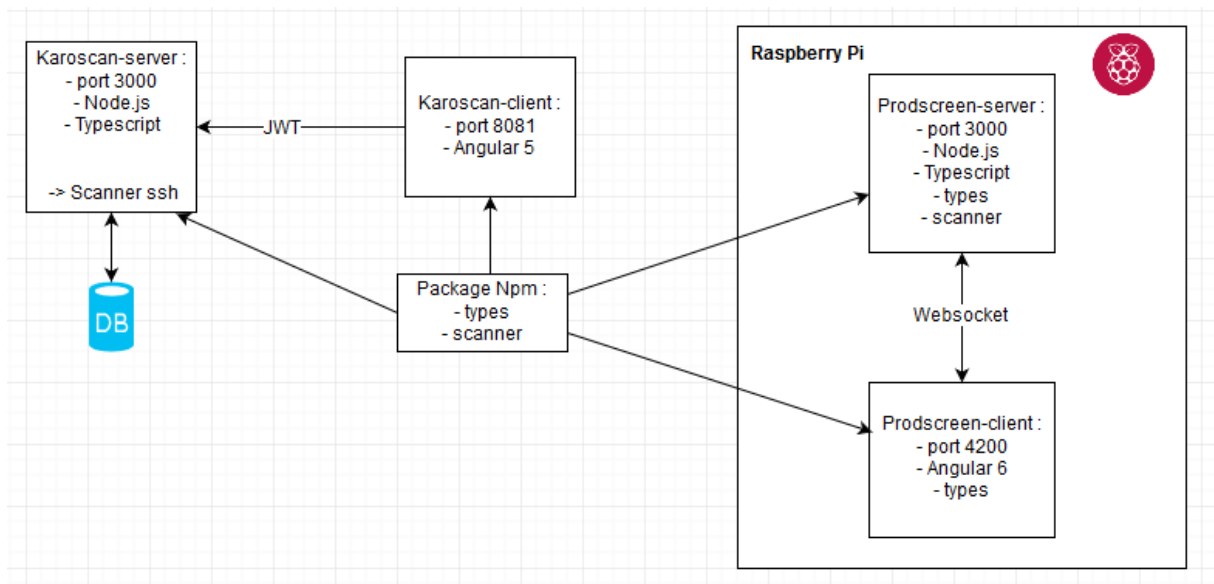 Karoscan-server :
- port 3000
- Node.js
- Typescript
-> Scanner ssh
DB
JWT
Karoscan-client :
- port 8081
- Angular 5
Package Npm :
- types
- scanner
Raspberry Pi
Prodscreen-server :
- port 3000
- Node.js
- Typescript
- types
- scanner
Websocket
Prodscreen-client :
- port 4200
- Angular 6
- types